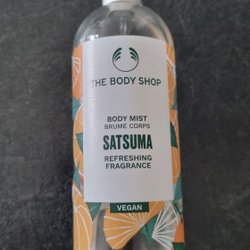 THE BODY SHOP
BODY MIST
BRUME CORPS
SATSUMA
REFRESHING
FRAGRANCE
VEGAN